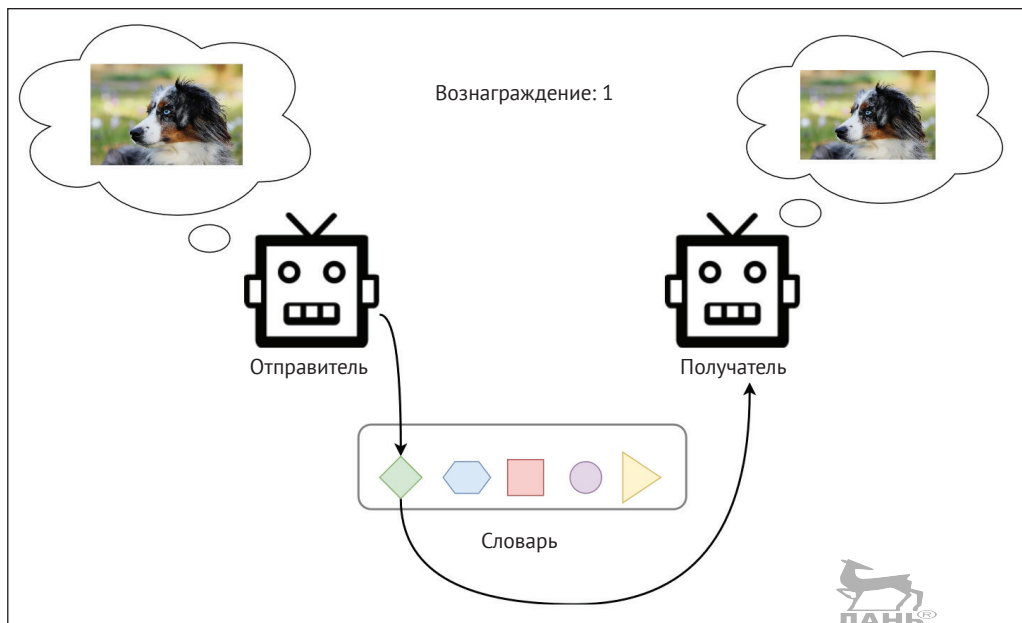 Вознаграждение: 1
Отправитель
Получатель
Словарь
ЛАНЬ®